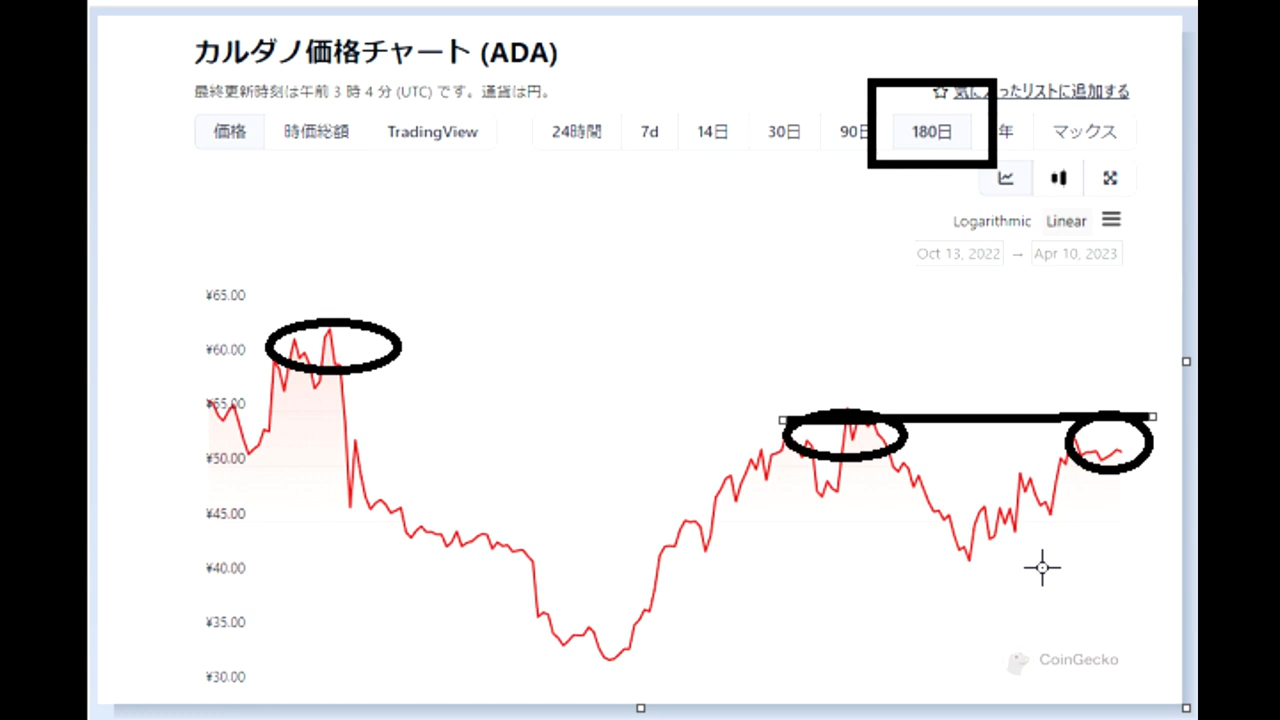 カルダノ価格チャート (ADA)
最終更新時刻は午前 3 時 4 分 (UTC) です。通貨は円。
ったリストに追加する
価格 時価総額 TradingView 24時間 7d 14日 30日 90日 180日 年 マックス
Logarithmic Linear
Oct 13, 2022 → Apr 10, 2023
¥65.00
¥60.00
¥55.00
¥50.00
¥45.00
¥40.00
¥35.00
¥30.00
CoinGecko